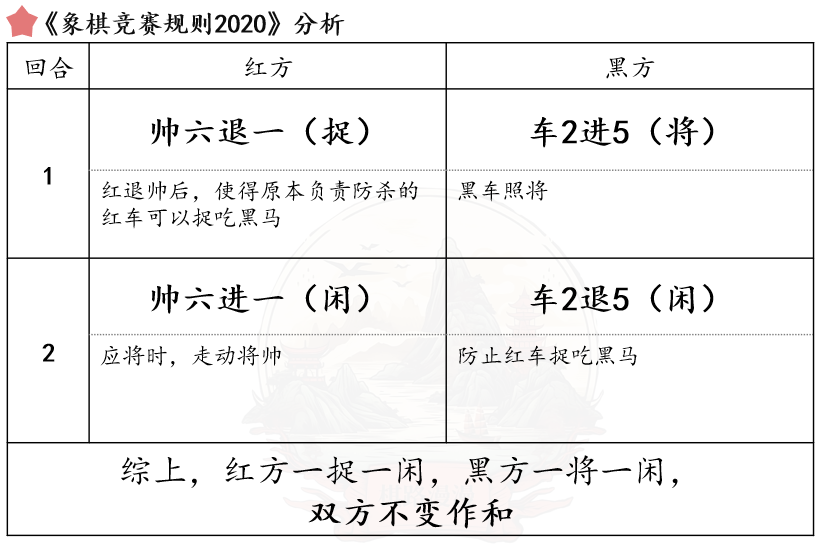 《象棋竞赛规则2020》分析
回合 红方 黑方
1
帅六退一（捉）
车2进5（将）
红退帅后，使得原本负责防杀的
红车可以捉吃黑马
黑车照将
2
帅六进一（闲）
车2退5（闲）
应将时，走动将帅
防止红车捉吃黑马
综上，红方一捉一闲，黑方一将一闲，
双方不变作和